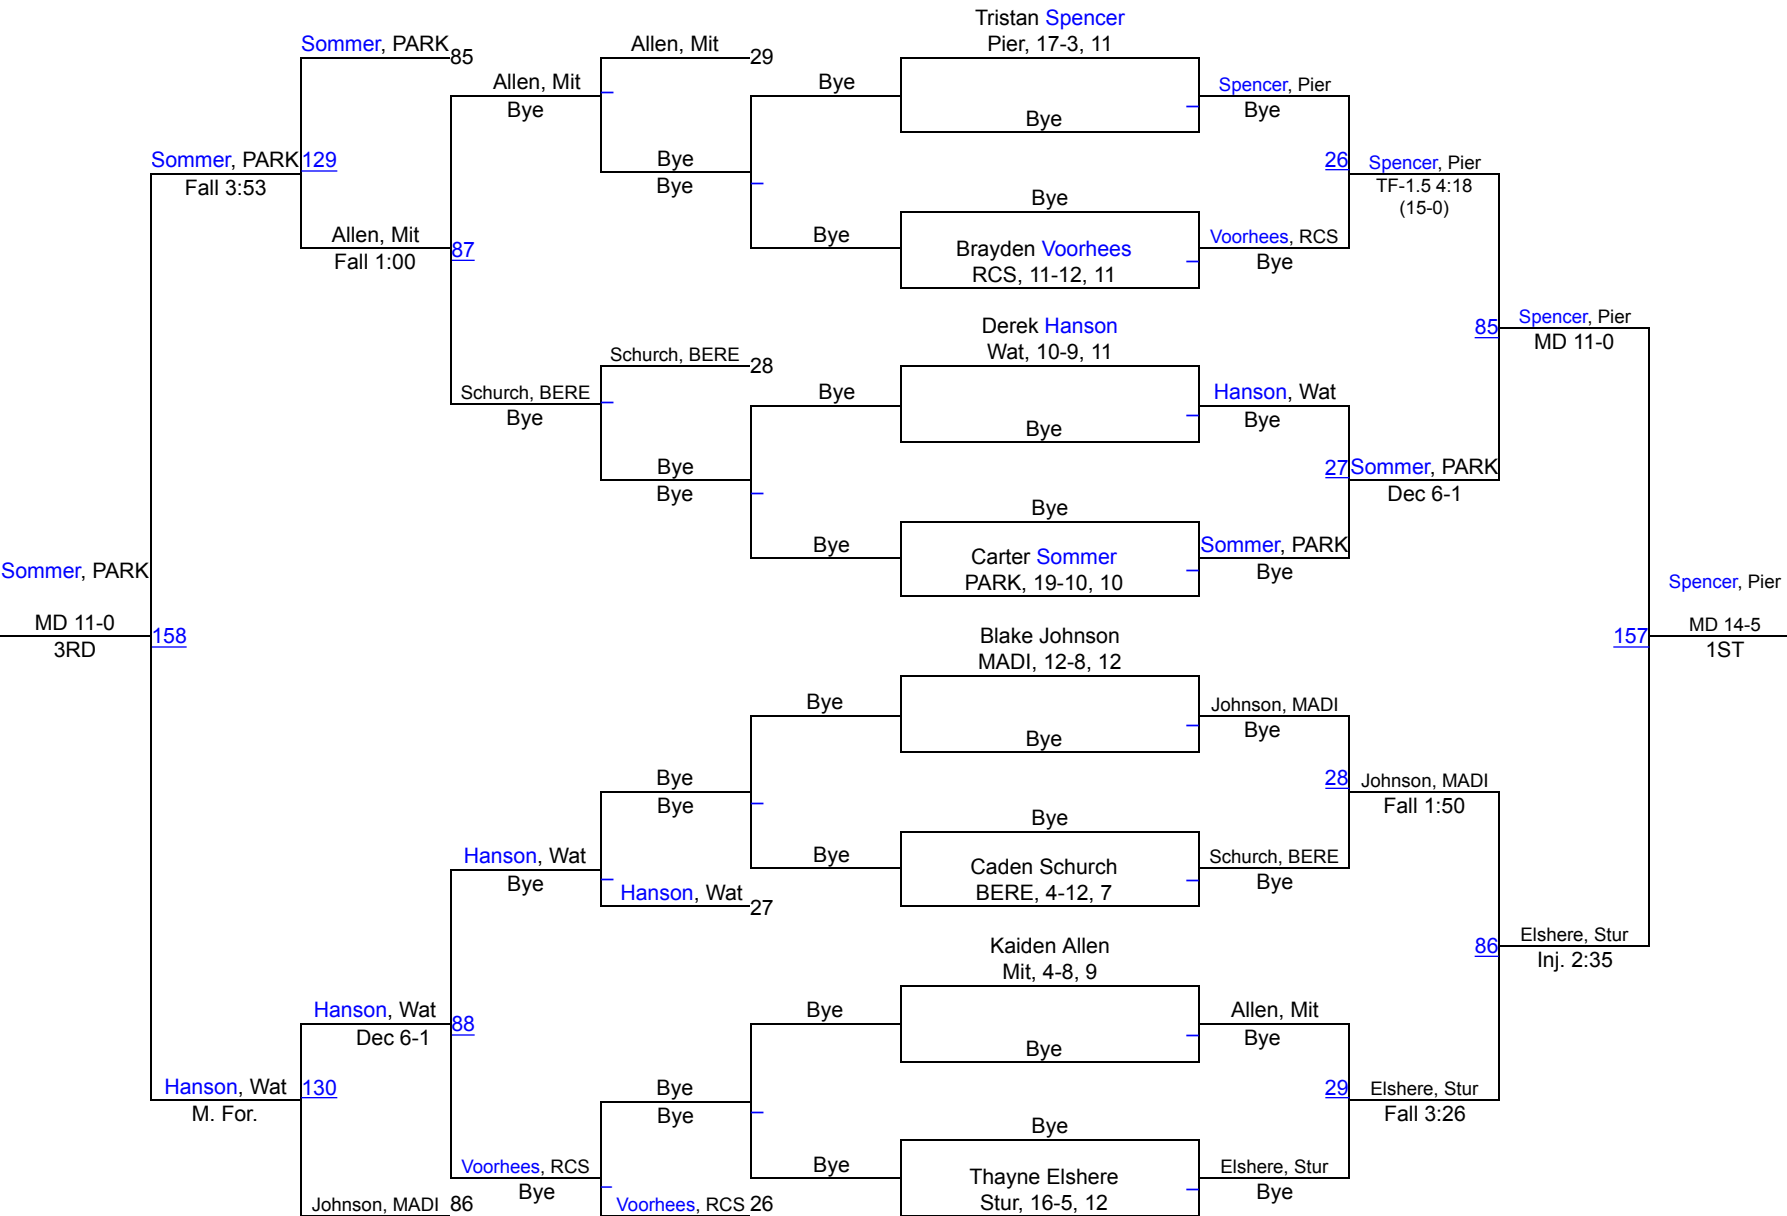 Tristan Spencer
Sommer, PARK
85
Allen, Mit
29
Pier, 17-3, 11
Allen, Mit
Bye
Bye
Spencer, Pier
Bye
Bye
Sommer, PARK
129
Fall 3:53
Bye
Bye
26
Spencer, Pier
TF-1.5 4:18
(15-0)
Bye
Allen, Mit
Fall 1:00
87
Bye
Brayden Voorhees
RCS, 11-12, 11
Voorhees, RCS
Bye
Derek Hanson
Wat, 10-9, 11
85
Spencer, Pier
MD 11-0
Schurch, BERE
28
Schurch, BERE
Bye
Bye
Hanson, Wat
Bye
Bye
Bye
Bye
27
Sommer, PARK
Dec 6-1
Bye
Bye
Carter Sommer
PARK, 19-10, 10
Sommer, PARK
Bye
Sommer, PARK
MD 11-0
3RD
158
Spencer, Pier
157
MD 14-5
1ST
Blake Johnson
MADI, 12-8, 12
Bye
Johnson, MADI
Bye
Bye
Bye
Bye
28
Johnson, MADI
Fall 1:50
Bye
Hanson, Wat
Bye
Bye
Caden Schurch
BERE, 4-12, 7
Schurch, BERE
Bye
Hanson, Wat
27
Kaiden Allen
Mit, 4-8, 9
86
Elshere, Stur
Inj. 2:35
Hanson, Wat
Dec 6-1
88
Bye
Allen, Mit
Bye
Bye
Hanson, Wat
130
M. For.
Bye
Bye
29
Elshere, Stur
Fall 3:26
Bye
Voorhees, RCS
Bye
Bye
Thayne Elshere
Stur, 16-5, 12
Elshere, Stur
Bye
Johnson, MADI
86
Voorhees, RCS
26